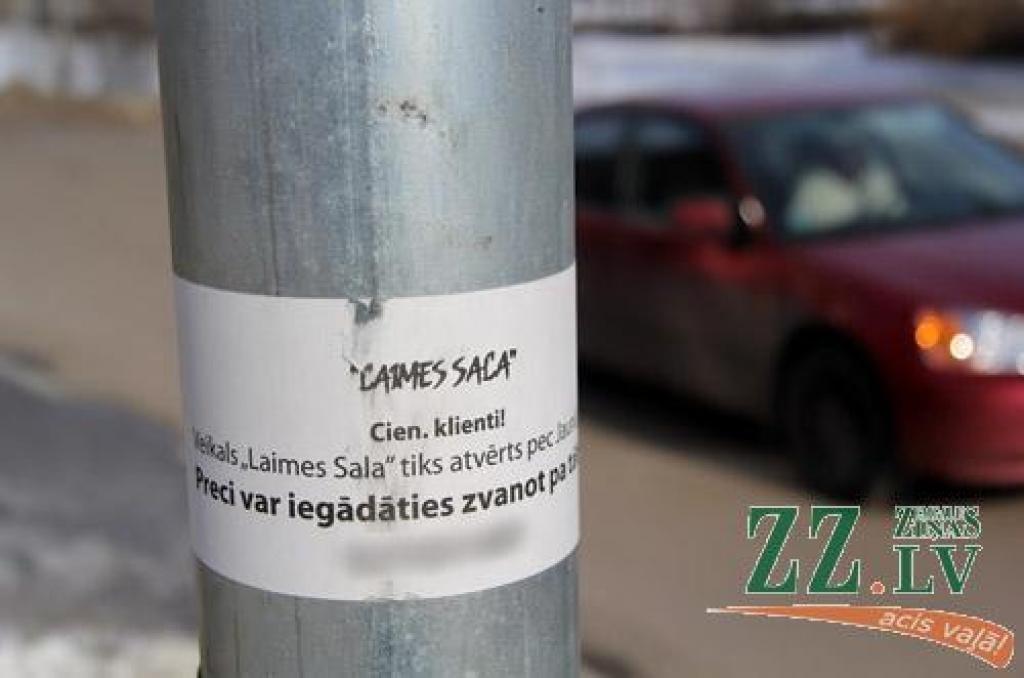 "LAIMES SALA"
Cien. klienti!
Veikals „Laimes Sala“ tiks atvērts pec
Preci var iegādāties zvanot pa
ZZ.LV
ZEMGALES
ZIŅAS
acis vaļā!